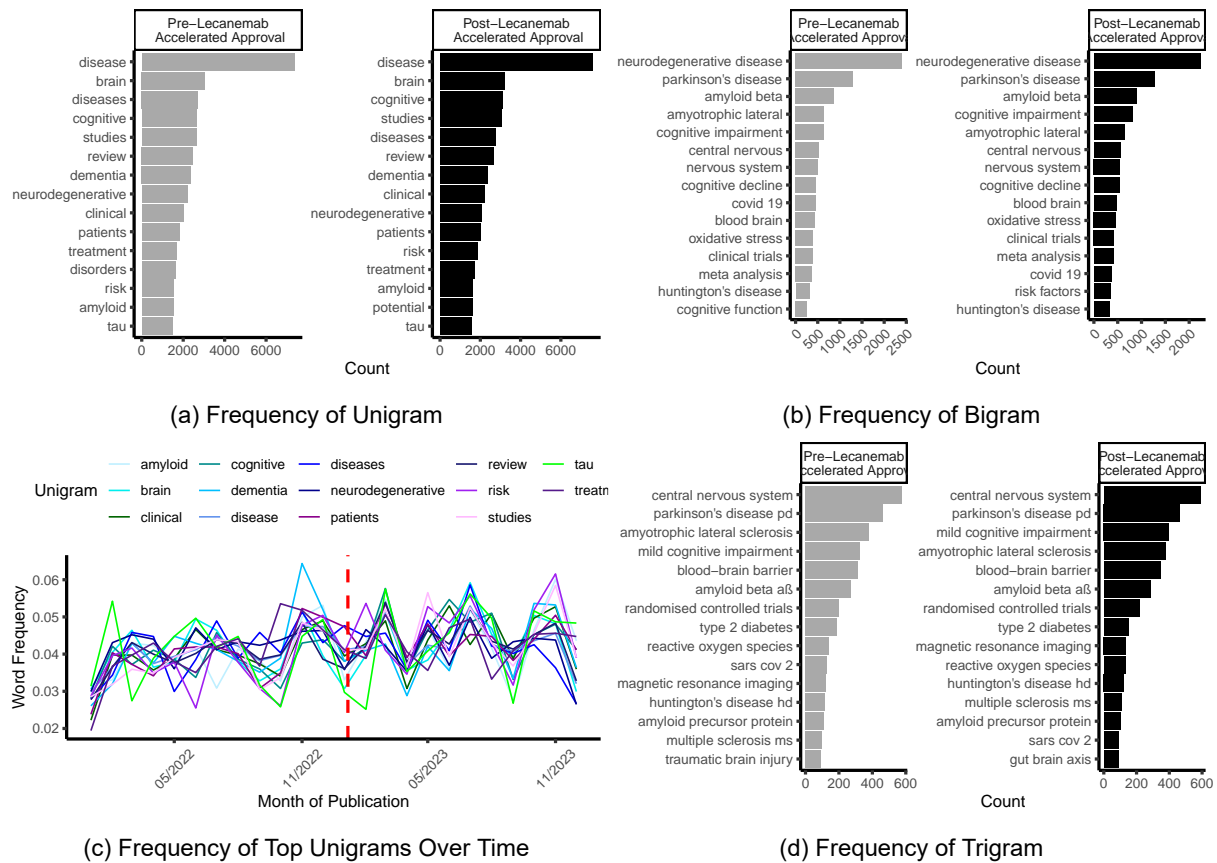 Pre−Lecanemab
Accelerated Approval
disease
brain
diseases
cognitive
studies
review
dementia
neurodegenerative
clinical
patients
treatment
disorders
risk
amyloid
tau
0 2000 4000 6000
Post−Lecanemab
Accelerated Approval
disease
brain
cognitive
studies
diseases
review
dementia
clinical
neurodegenerative
patients
risk
treatment
amyloid
potential
tau
0 2000 4000 6000
Count
(a) Frequency of Unigram
Pre−Lecanemab
Accelerated Approval
neurodegenerative disease
parkinson's disease
amyloid beta
amyotrophic lateral
cognitive impairment
central nervous
nervous system
cognitive decline
covid 19
blood brain
oxidative stress
clinical trials
meta analysis
huntington's disease
cognitive function
0 500 1000 1500 2000 2500
Post−Lecanemab
Accelerated Approva
neurodegenerative disease
parkinson's disease
amyloid beta
cognitive impairment
amyotrophic lateral
central nervous
nervous system
cognitive decline
blood brain
oxidative stress
clinical trials
meta analysis
covid 19
risk factors
huntington's disease
0 500 1000 1500 2000
Count
(b) Frequency of Bigram
Unigram
amyloid cognitive diseases review tau
brain dementia neurodegenerative risk treatn
clinical disease patients studies
Word Frequency
0.06
0.05
0.04
0.03
0.02
05/2022 11/2022 05/2023 11/2023
Month of Publication
(c) Frequency of Top Unigrams Over Time
Pre−Lecanemab
ccelerated Approv
central nervous system
parkinson's disease pd
amyotrophic lateral sclerosis
mild cognitive impairment
blood−brain barrier
amyloid beta aß
randomised controlled trials
type 2 diabetes
reactive oxygen species
sars cov 2
magnetic resonance imaging
huntington's disease hd
amyloid precursor protein
multiple sclerosis ms
traumatic brain injury
0 200 400 600
Post−Lecanemab
ccelerated Approv
central nervous system
parkinson's disease pd
mild cognitive impairment
amyotrophic lateral sclerosis
blood−brain barrier
amyloid beta aß
randomised controlled trials
type 2 diabetes
magnetic resonance imaging
reactive oxygen species
huntington's disease hd
multiple sclerosis ms
amyloid precursor protein
sars cov 2
gut brain axis
0 200 400 600
Count
(d) Frequency of Trigram